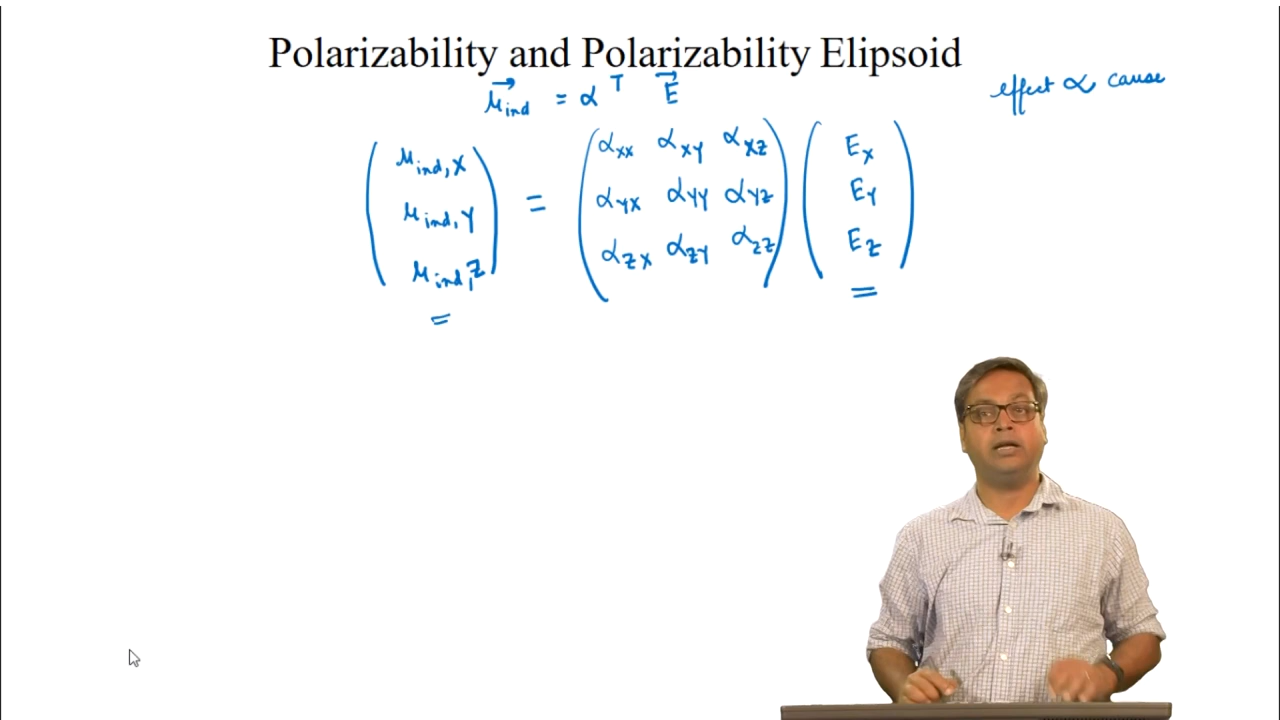 Polarizability and Polarizability Elipsoid
μ⃗ind = α^T E⃗
effect α cause
μind,X
μind,Y
μind,Z
=
=
αxx αxy αxz
αyx αyy αyz
αzx αzy αzz
Ex
Ey
Ez
=